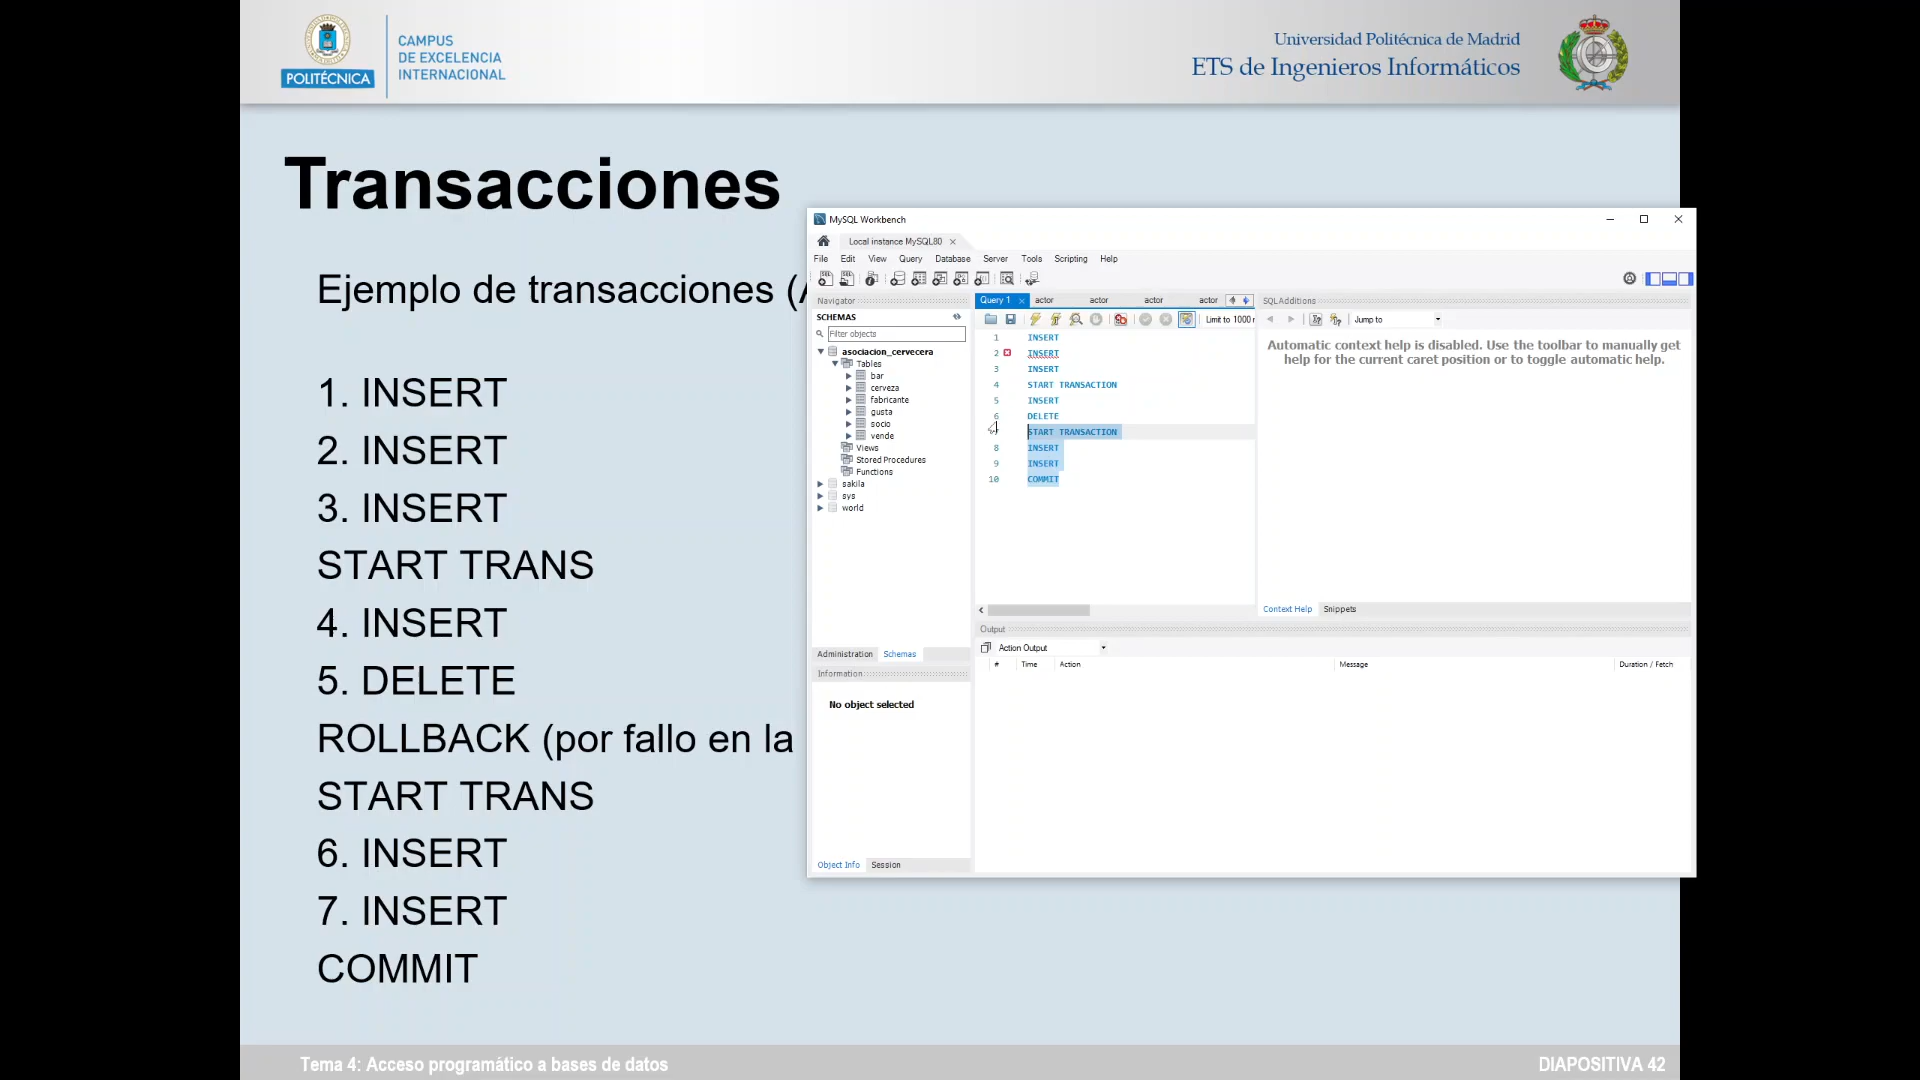 POLITÉCNICA
CAMPUS
DE EXCELENCIA
INTERNACIONAL
Universidad Politécnica de Madrid
ETS de Ingenieros Informáticos
Transacciones
Ejemplo de transacciones (
1. INSERT
2. INSERT
3. INSERT
START TRANS
4. INSERT
5. DELETE
ROLLBACK (por fallo en la
START TRANS
6. INSERT
7. INSERT
COMMIT
MySQL Workbench
Local instance MySQL80
File Edit View Query Database Server Tools Scripting Help
Navigator
SCHEMAS
Filter objects
asociacion_cervecera
Tables
bar
cerveza
fabricante
gusta
socio
vende
Views
Stored Procedures
Functions
sakila
sys
world
Administration Schemas
Information
No object selected
Object Info Session
Query 1 actor actor actor actor
Limit to 1000 r
1 INSERT
2 INSERT
3 INSERT
4 START TRANSACTION
5 INSERT
6 DELETE
START TRANSACTION
8 INSERT
9 INSERT
10 COMMIT
SQLAdditions
Jump to
Automatic context help is disabled. Use the toolbar to manually get
help for the current caret position or to toggle automatic help.
Context Help Snippets
Output
Action Output
# Time Action Message Duration / Fetch
Tema 4: Acceso programático a bases de datos
DIAPOSITIVA 42